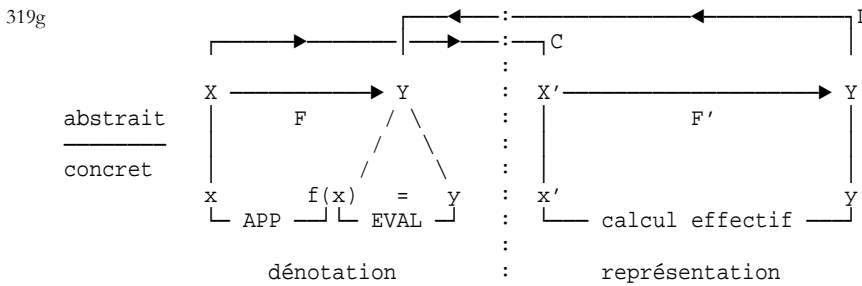 319g
C
X Y : X' Y
abstrait F F'
concret
x f(x) = y x' y
APP EVAL calcul effectif
dénotation : représentation